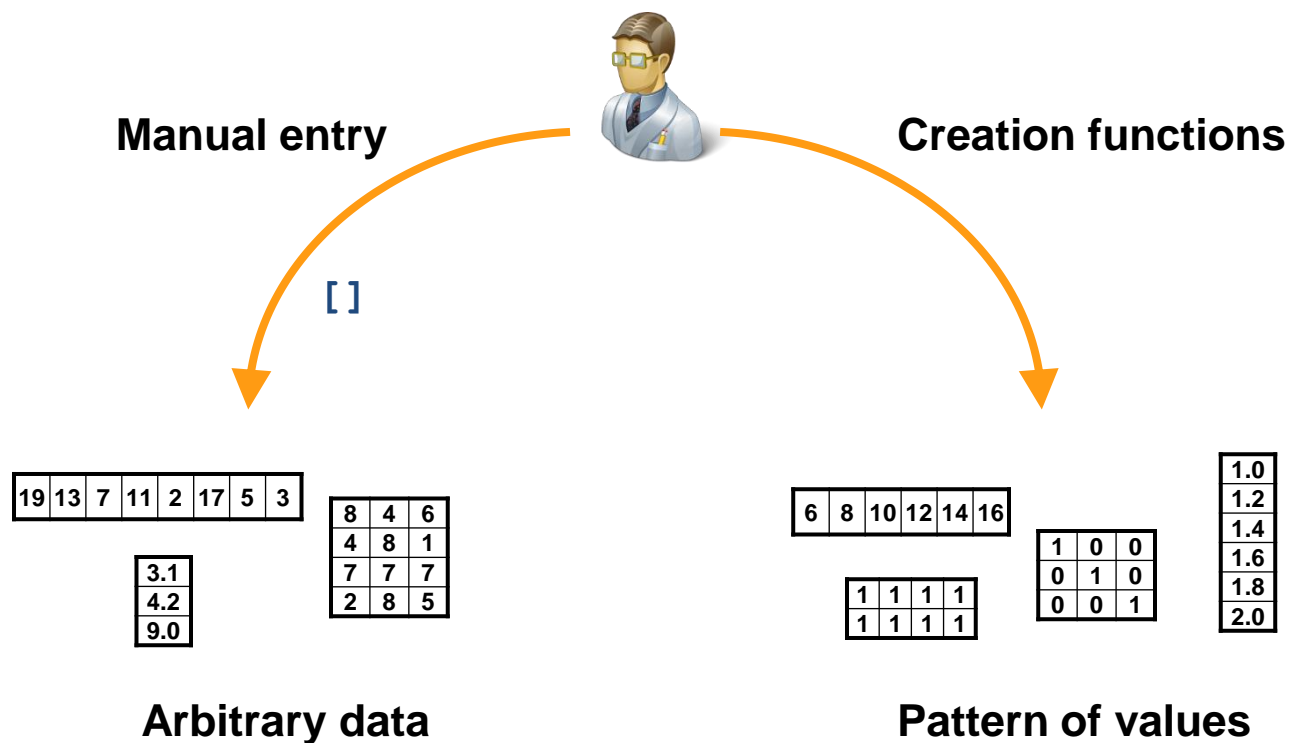 Manual entry
Creation functions
[ ]
19 13 7 11 2 17 5 3
8 4 6
4 8 1
7 7 7
2 8 5
3.1
4.2
9.0
6 8 10 12 14 16
1 1 1 1
1 1 1 1
1 0 0
0 1 0
0 0 1
1.0
1.2
1.4
1.6
1.8
2.0
Arbitrary data
Pattern of values